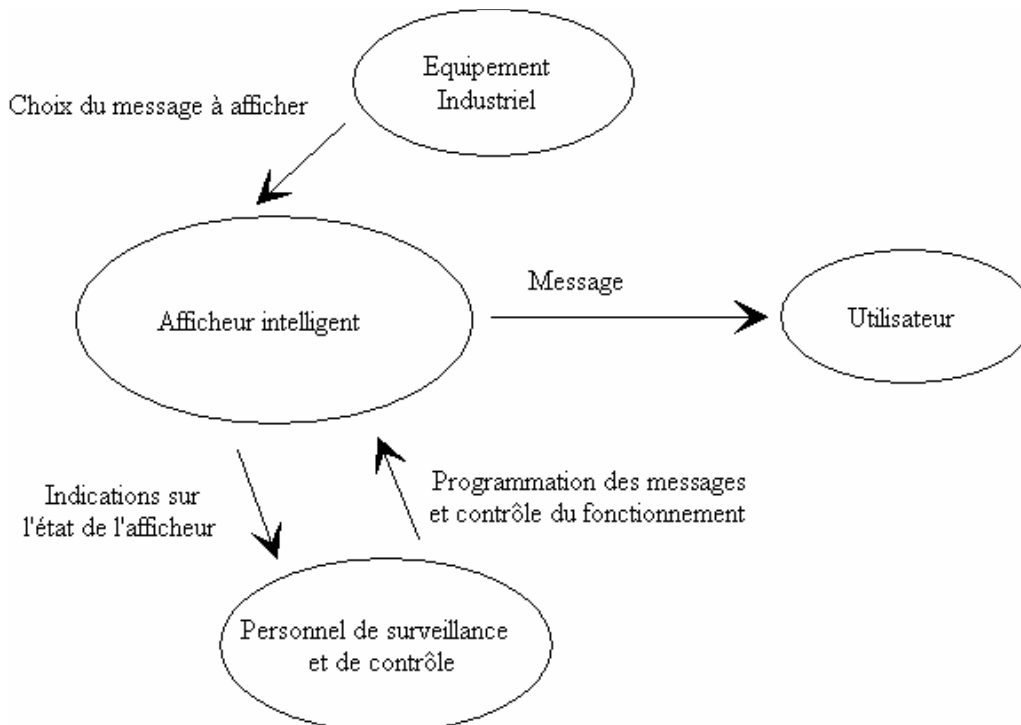 Equipement
Industriel
Choix du message à afficher
Message
Afficheur intelligent
Utilisateur
Indications sur
l'état de l'afficheur
Programmation des messages
et contrôle du fonctionnement
Personnel de surveillance
et de contrôle